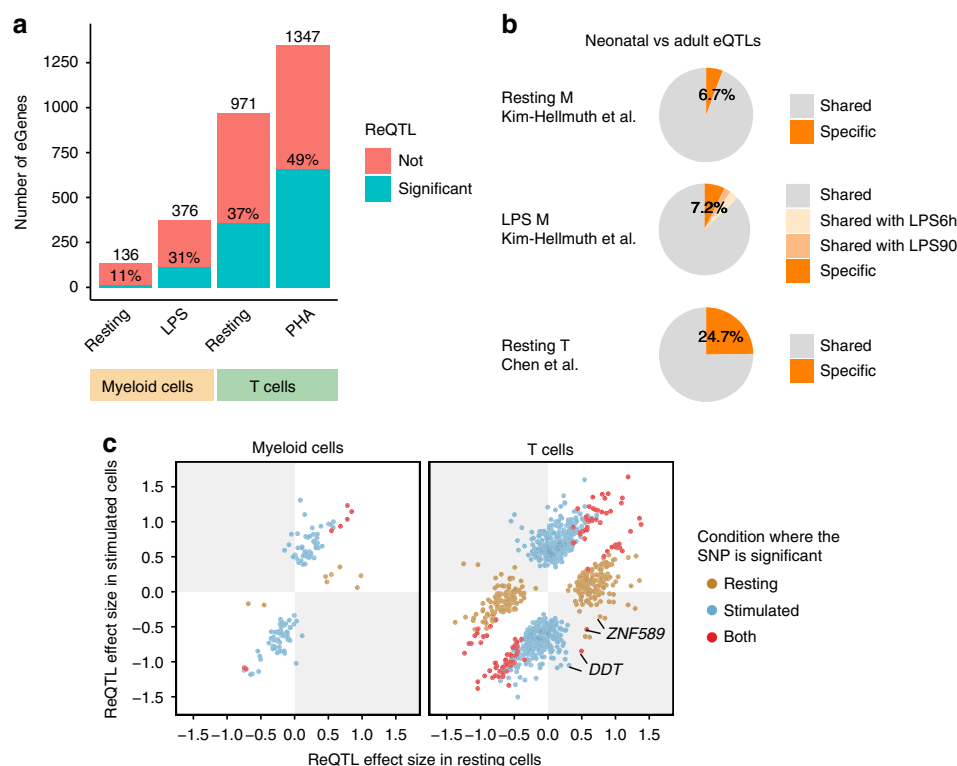 a
Number of eGenes
1250
1000
750
500
250
0
136
11%
376
31%
971
37%
1347
49%
Resting
LPS
Resting
PHA
Myeloid cells
T cells
ReQTL
Not
Significant
b
Neonatal vs adult eQTLs
Resting M
Kim-Hellmuth et al.
6.7%
Shared
Specific
LPS M
Kim-Hellmuth et al.
7.2%
Shared
Shared with LPS6h
Shared with LPS90
Specific
Resting T
Chen et al.
24.7%
Shared
Specific
c
Myeloid cells
T cells
ReQTL effect size in stimulated cells
1.5
1.0
0.5
0.0
−0.5
−1.0
−1.5
ZNF589
DDT
−1.5 −1.0 −0.5 0.0 0.5 1.0 1.5
−1.5 −1.0 −0.5 0.0 0.5 1.0 1.5
ReQTL effect size in resting cells
Condition where the
SNP is significant
Resting
Stimulated
Both